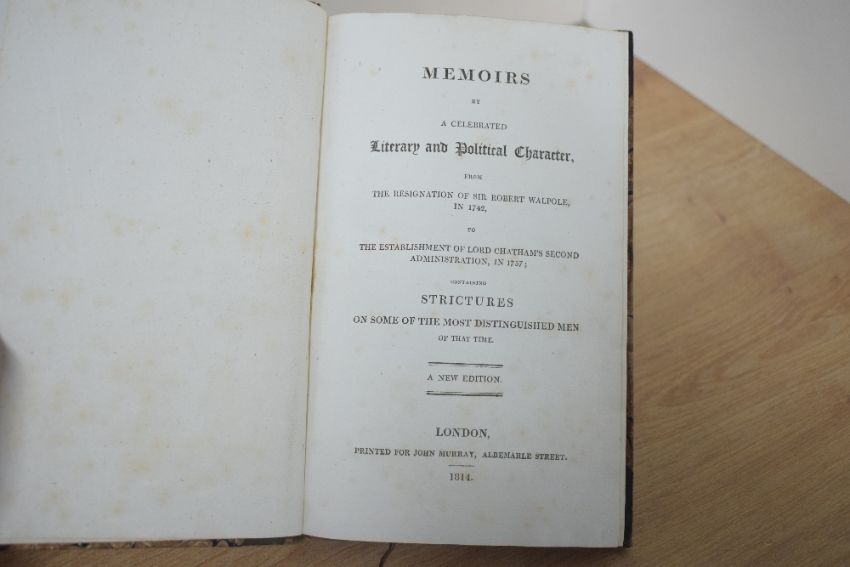 MEMOIRS
BY
A CELEBRATED
Literary and Political Character,
FROM
THE RESIGNATION OF SIR ROBERT WALPOLE,
IN 1742,
TO
THE ESTABLISHMENT OF LORD CHATHAM'S SECOND
ADMINISTRATION, IN 1757;
CONTAINING
STRICTURES
ON SOME OF THE MOST DISTINGUISHED MEN
OF THAT TIME.
A NEW EDITION.
LONDON,
PRINTED FOR JOHN MURRAY, ALBEMARLE STREET.
1814.